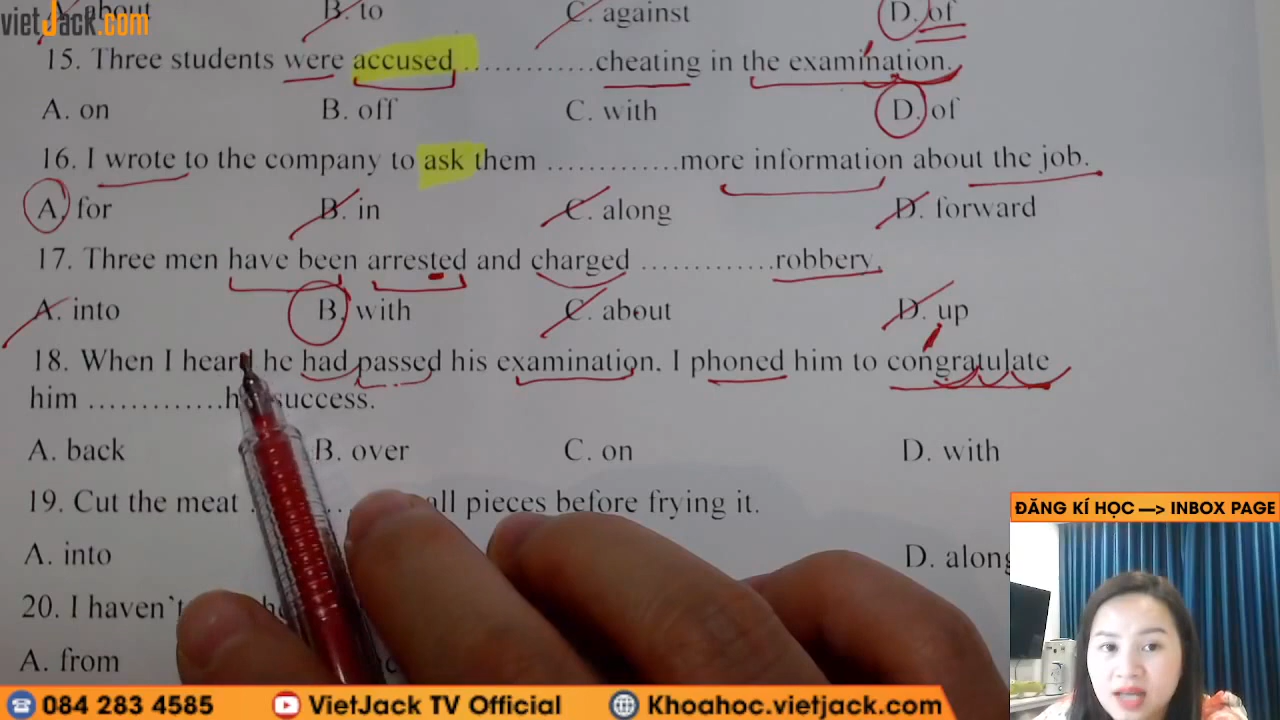 vietJack.com
A. about B. to C. against D. of
15. Three students were accused ..............cheating in the examination.
A. on B. off C. with D. of
16. I wrote to the company to ask them ..............more information about the job.
A. for B. in C. along D. forward
17. Three men have been arrested and charged ..............robbery.
A. into B. with C. about D. up
18. When I heard he had passed his examination. I phoned him to congratulate
him ..............his success.
A. back B. over C. on D. with
19. Cut the meat pieces before frying it.
A. into D. along
20. I haven`t
A. from
ĐĂNG KÍ HỌC —> INBOX PAGE
084 283 4585 VietJack TV Official Khoahoc.vietjack.com